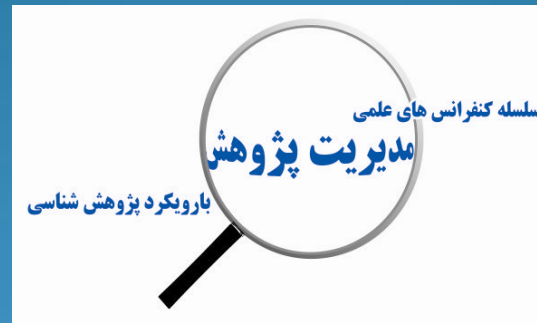 سلسله کنفرانس های علمی
مدیریت پژوهش
بارویکرد پژوهش شناسی